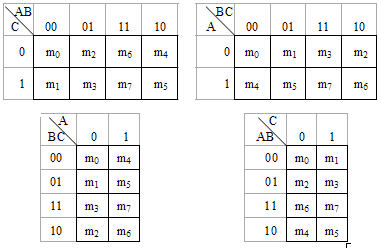 AB
C 00 01 11 10
0 m₀ m₂ m₆ m₄
1 m₁ m₃ m₇ m₅
BC
A 00 01 11 10
0 m₀ m₁ m₃ m₂
1 m₄ m₅ m₇ m₆
A
BC 0 1
00 m₀ m₄
01 m₁ m₅
11 m₃ m₇
10 m₂ m₆
C
AB 0 1
00 m₀ m₁
01 m₂ m₃
11 m₆ m₇
10 m₄ m₅